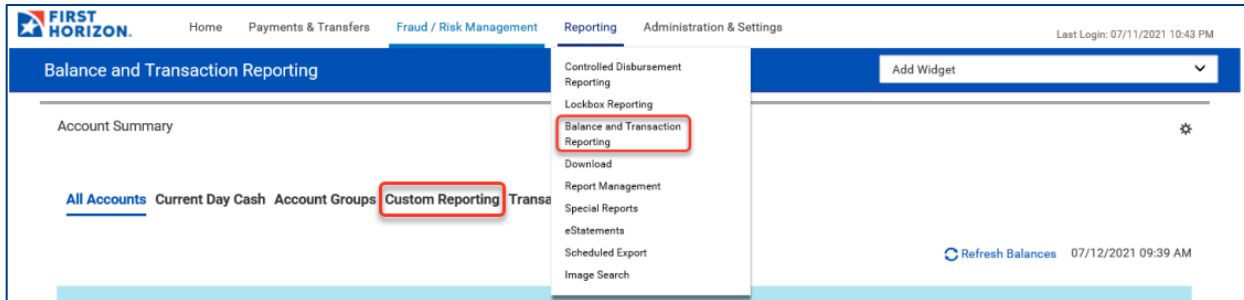 FIRST
HORIZON.
Home Payments & Transfers Fraud / Risk Management Reporting Administration & Settings
Last Login: 07/11/2021 10:43 PM
Balance and Transaction Reporting
Add Widget
Controlled Disbursement
Reporting
Lockbox Reporting
Balance and Transaction
Reporting
Download
Report Management
Special Reports
eStatements
Scheduled Export
Image Search
Account Summary
All Accounts Current Day Cash Account Groups Custom Reporting Transa
Refresh Balances 07/12/2021 09:39 AM